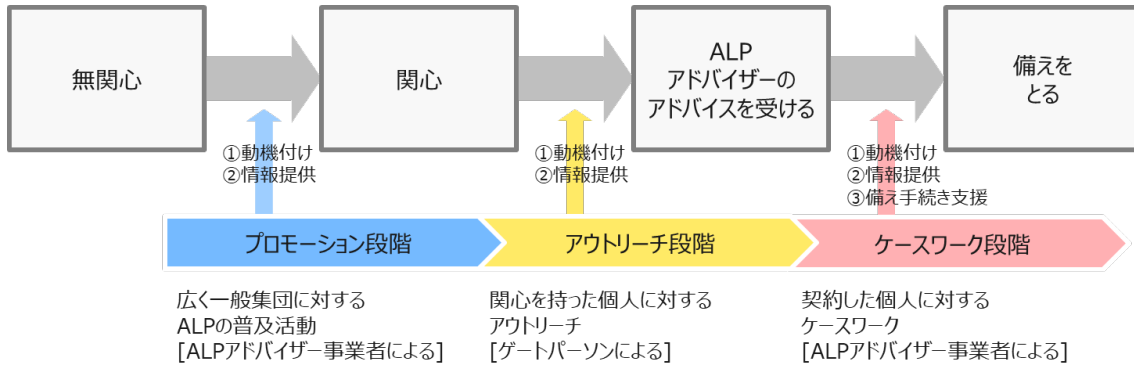 無関心
関心
ALP
アドバイザーの
アドバイスを受ける
備えを
とる
①動機付け
②情報提供
①動機付け
②情報提供
①動機付け
②情報提供
③備え手続き支援
プロモーション段階
アウトリーチ段階
ケースワーク段階
広く一般集団に対する
ALPの普及活動
[ALPアドバイザー事業者による]
関心を持った個人に対する
アウトリーチ
[ゲートパーソンによる]
契約した個人に対する
ケースワーク
[ALPアドバイザー事業者による]